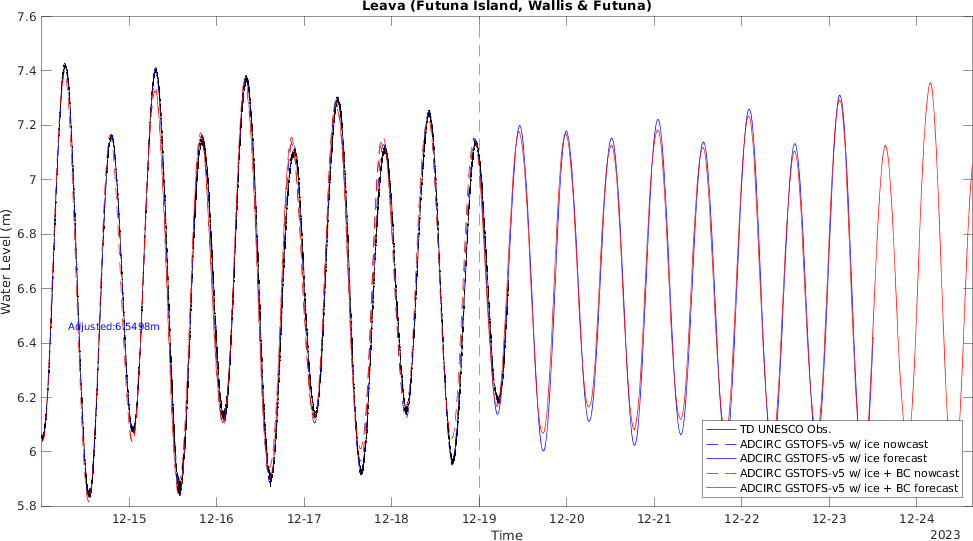 Leava (Futuna Island, Wallis & Futuna)
7.6
7.4
7.2
7
6.8
6.6
6.4
6.2
6
5.8
Water Level (m)
Adjusted:6.5498m
TD UNESCO Obs.
ADCIRC GSTOFS-v5 w/ ice nowcast
ADCIRC GSTOFS-v5 w/ ice forecast
ADCIRC GSTOFS-v5 w/ ice + BC nowcast
ADCIRC GSTOFS-v5 w/ ice + BC forecast
12-15 12-16 12-17 12-18 12-19 12-20 12-21 12-22 12-23 12-24
2023
Time